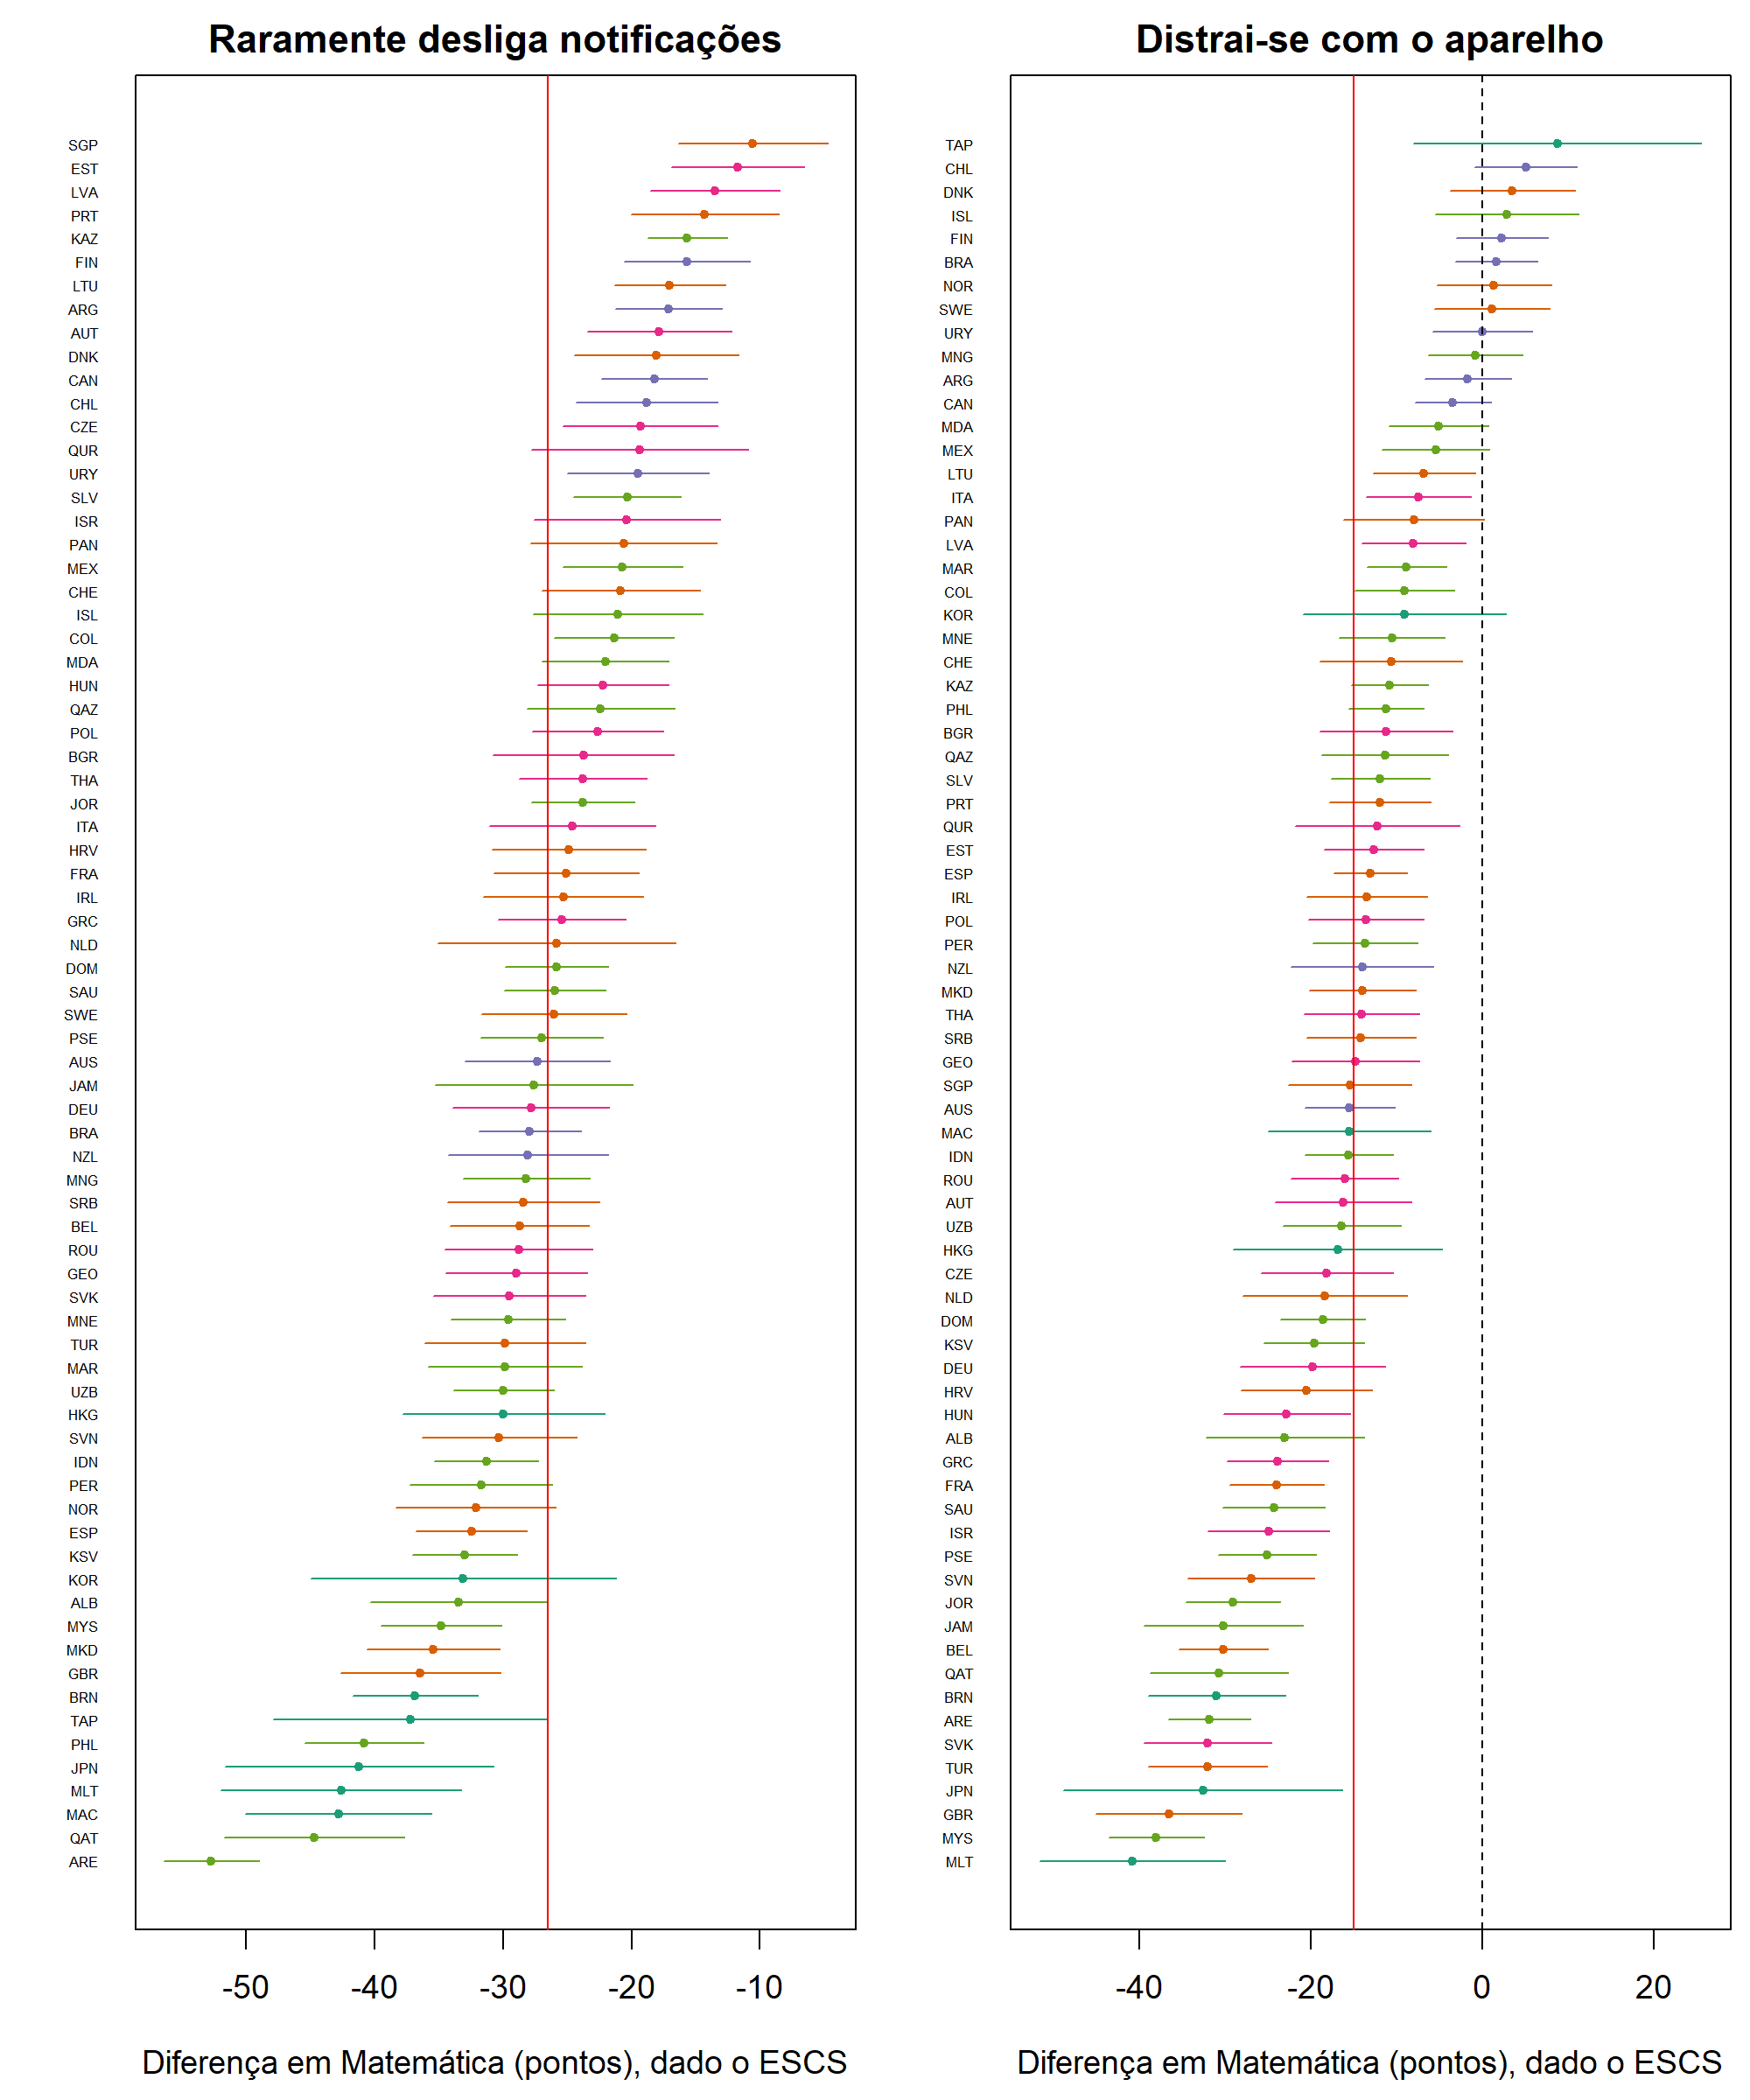 Raramente desliga notificações
SGP
EST
LVA
PRT
KAZ
FIN
LTU
ARG
AUT
DNK
CAN
CHL
CZE
QUR
URY
SLV
ISR
PAN
MEX
CHE
ISL
COL
MDA
HUN
QAZ
POL
BGR
THA
JOR
ITA
HRV
FRA
IRL
GRC
NLD
DOM
SAU
SWE
PSE
AUS
JAM
DEU
BRA
NZL
MNG
SRB
BEL
ROU
GEO
SVK
MNE
TUR
MAR
UZB
HKG
SVN
IDN
PER
NOR
ESP
KSV
KOR
ALB
MYS
MKD
GBR
BRN
TAP
PHL
JPN
MLT
MAC
QAT
ARE
-50 -40 -30 -20 -10
Diferença em Matemática (pontos), dado o ESCS
Distrai-se com o aparelho
TAP
CHL
DNK
ISL
FIN
BRA
NOR
SWE
URY
MNG
ARG
CAN
MDA
MEX
LTU
ITA
PAN
LVA
MAR
COL
KOR
MNE
CHE
KAZ
PHL
BGR
QAZ
SLV
PRT
QUR
EST
ESP
IRL
POL
PER
NZL
MKD
THA
SRB
GEO
SGP
AUS
MAC
IDN
ROU
AUT
UZB
HKG
CZE
NLD
DOM
KSV
DEU
HRV
HUN
ALB
GRC
FRA
SAU
ISR
PSE
SVN
JOR
JAM
BEL
QAT
BRN
ARE
SVK
TUR
JPN
GBR
MYS
MLT
-40 -20 0 20
Diferença em Matemática (pontos), dado o ESCS